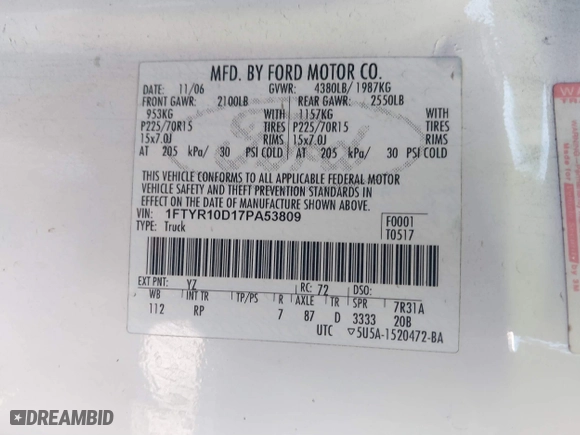 MFD. BY FORD MOTOR CO.
DATE: 11/06 GVWR: 4380LB/ 1987KG
FRONT GAWR: 2100LB REAR GAWR: 2550LB
953KG WITH 1157KG WITH
P225/70R15 TIRES P225/70R15 TIRES
15x7.0J RIMS 15x7.0J RIMS
AT 205 kPa/ 30 PSI COLD AT 205 kPa/ 30 PSI COLD
Ford
THIS VEHICLE CONFORMS TO ALL APPLICABLE FEDERAL MOTOR
VEHICLE SAFETY AND THEFT PREVENTION STANDARDS IN
EFFECT ON THE DATE OF MANUFACTURE SHOWN ABOVE.
VIN: 1FTYR10D17PA53809 F0001
TYPE: Truck T0517
EXT PNT: YZ RC: 72 DSO:
WB INT TR TP/PS R AXLE TR SPR 7R31A
112 RP 7 87 D 3333 20B
UTC ▽5U5A-1520472-BA
DREAMBID